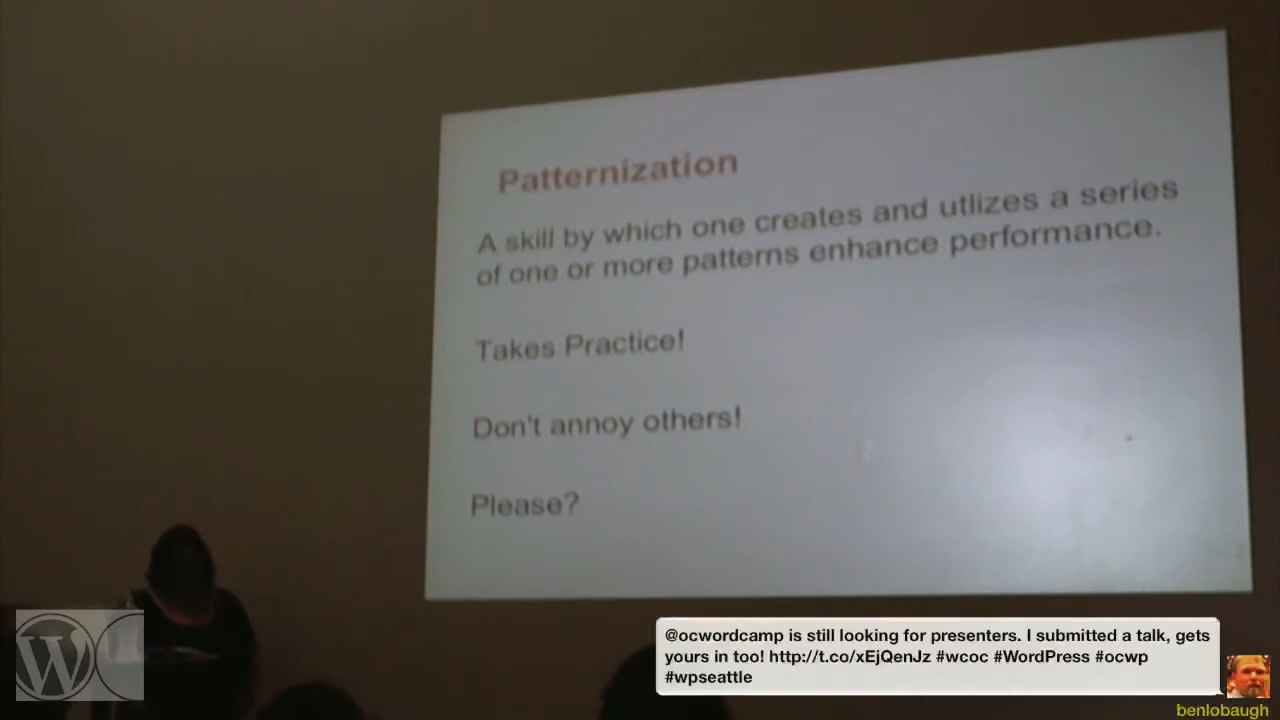 Patternization
A skill by which one creates and utlizes a series
of one or more patterns enhance performance.
Takes Practice!
Don't annoy others!
Please?
@ocwordcamp is still looking for presenters. I submitted a talk, gets
yours in too! http://t.co/xEjQenJz #wcoc #WordPress #ocwp
#wpseattle
benlobaugh